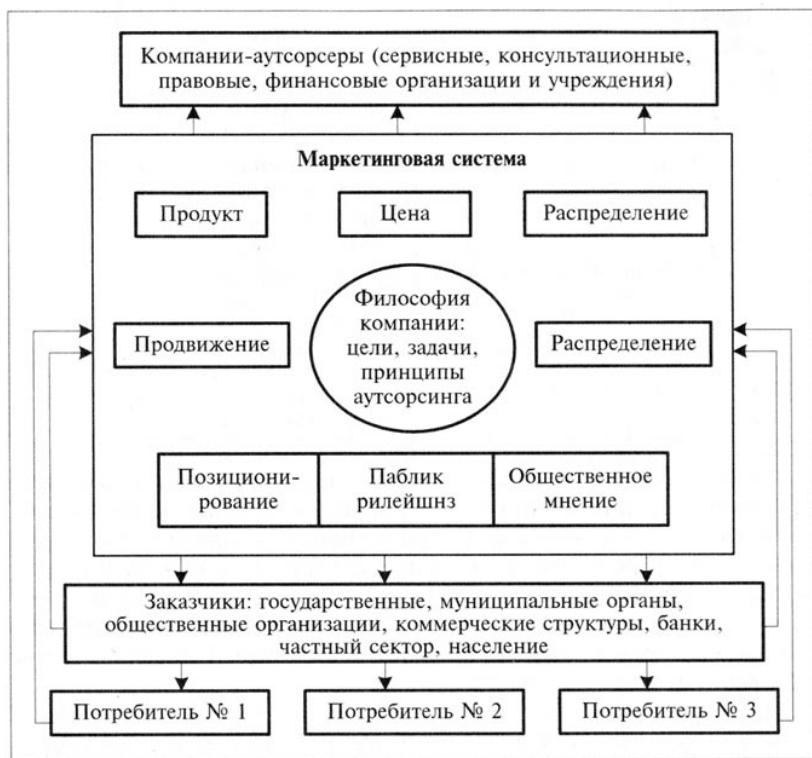 Компании-аутсорсеры (сервисные, консультационные,
правовые, финансовые организации и учреждения)
Маркетинговая система
Продукт
Цена
Распределение
Философия
компании:
цели, задачи,
принципы
аутсорсинга
Продвижение
Распределение
Позициони-
рование
Паблик
рилейшнз
Общественное
мнение
Заказчики: государственные, муниципальные органы,
общественные организации, коммерческие структуры, банки,
частный сектор, население
Потребитель № 1
Потребитель № 2
Потребитель № 3